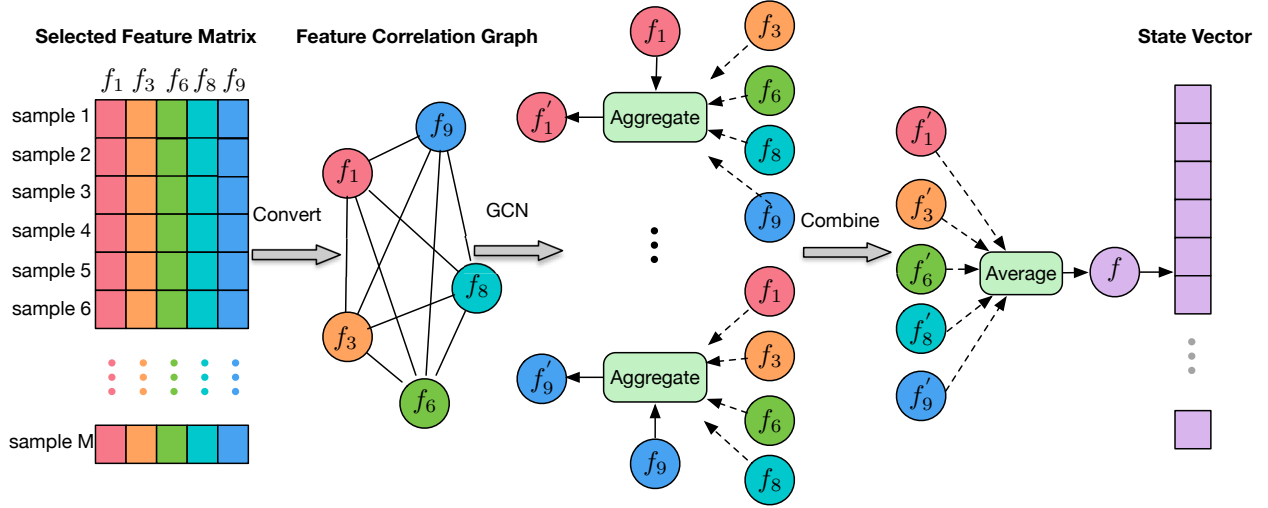 Selected Feature Matrix
f1 f3 f6 f8 f9
sample 1
sample 2
sample 3
sample 4
sample 5
sample 6
sample M
Convert
Feature Correlation Graph
f9
f1
f8
f3
f6
GCN
f1
f3
f6
f8
f9
Aggregate
f1'
f1
f3
f6
f8
Aggregate
f9'
f9
Combine
f1'
f3'
f6'
f8'
f9'
Average
f
State Vector